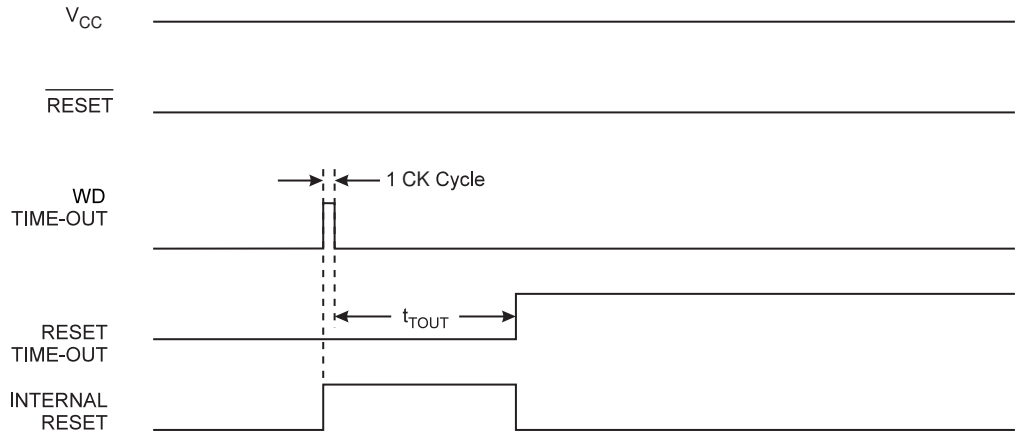 VCC
RESET
1 CK Cycle
WD
TIME-OUT
tTOUT
RESET
TIME-OUT
INTERNAL
RESET